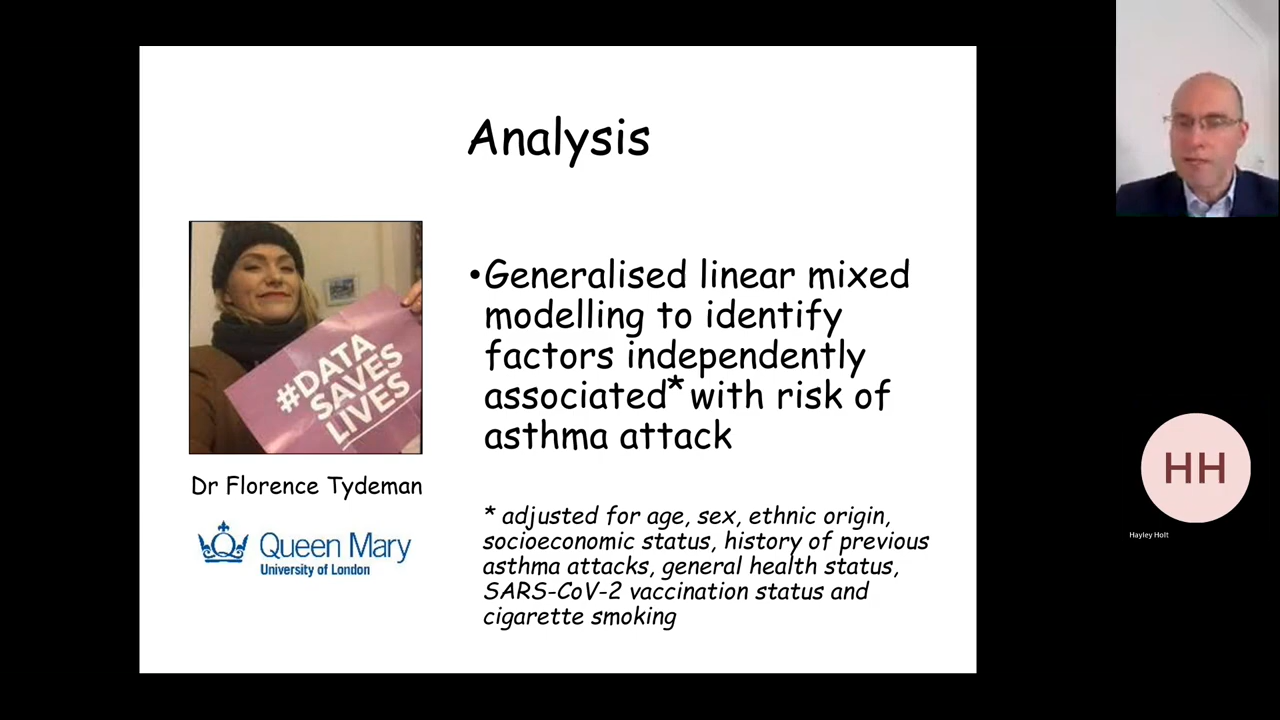 Analysis
#DATA
SAVES
LIVES
Dr Florence Tydeman
Queen Mary
University of London
•Generalised linear mixed
modelling to identify
factors independently
associated* with risk of
asthma attack
* adjusted for age, sex, ethnic origin,
socioeconomic status, history of previous
asthma attacks, general health status,
SARS-CoV-2 vaccination status and
cigarette smoking
HH
Hayley Holt